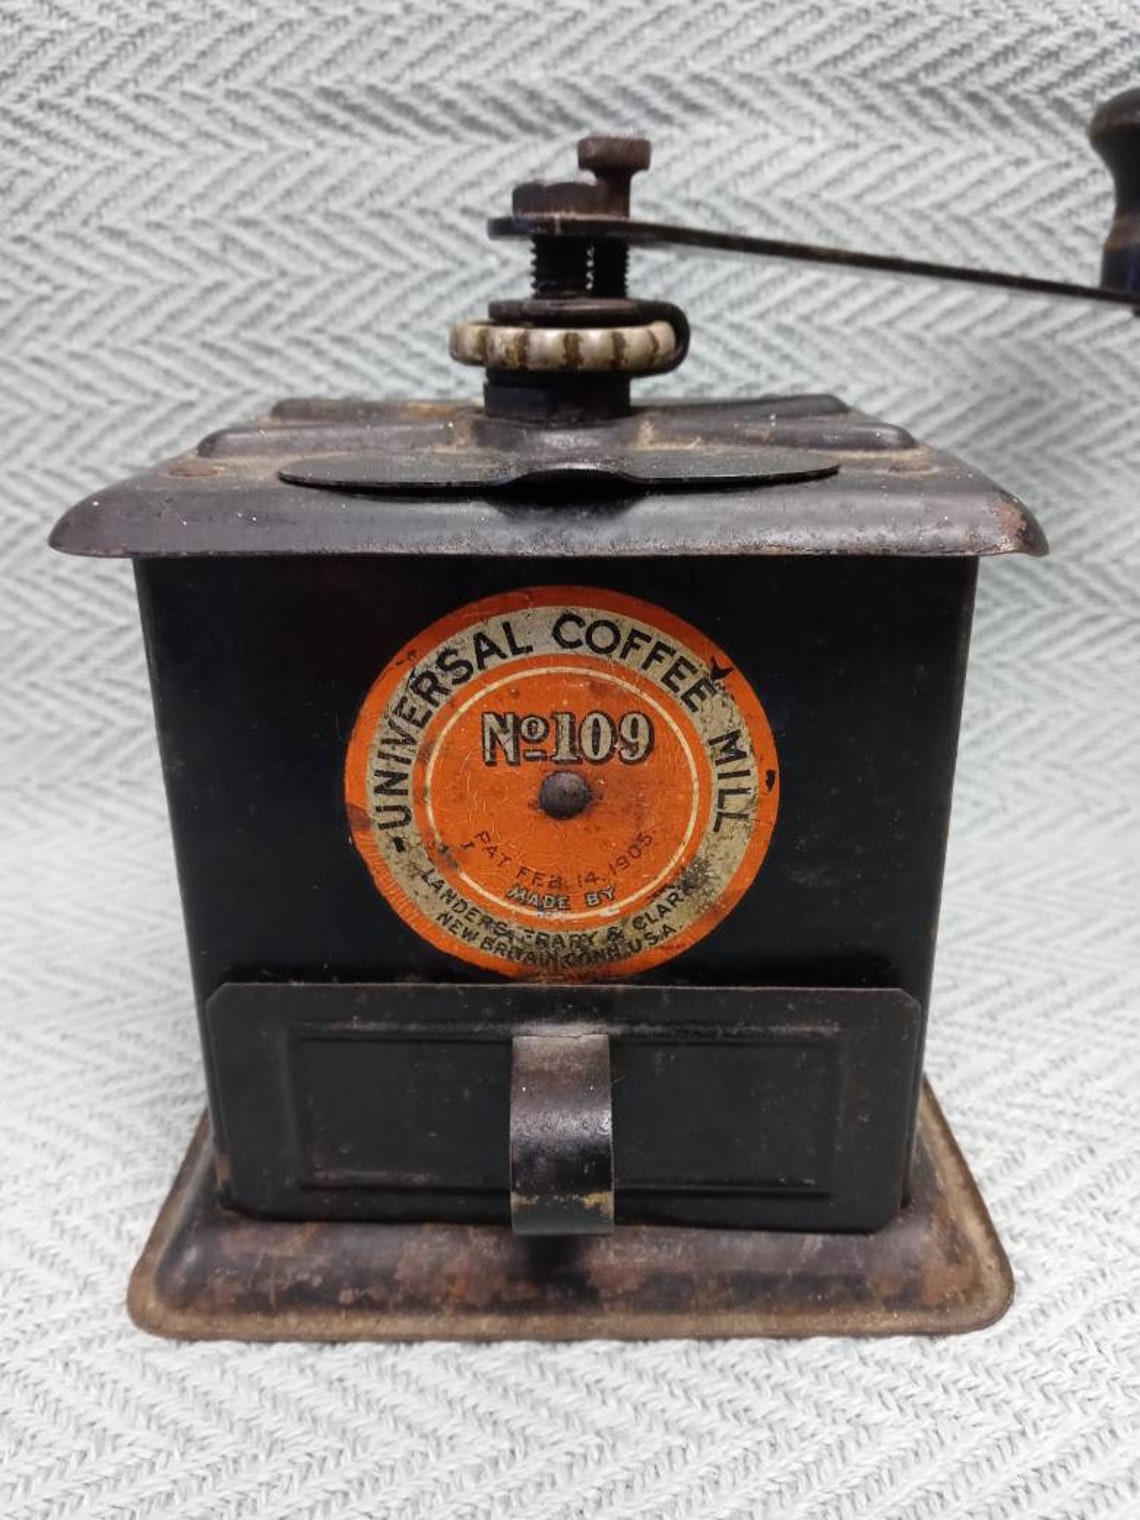 -UNIVERSAL COFFEE MILL
No 109
PAT. FEB. 14. 1905.
MADE BY
LANDERS FRARY & CLARK
NEW BRITAIN, CONN. U.S.A.